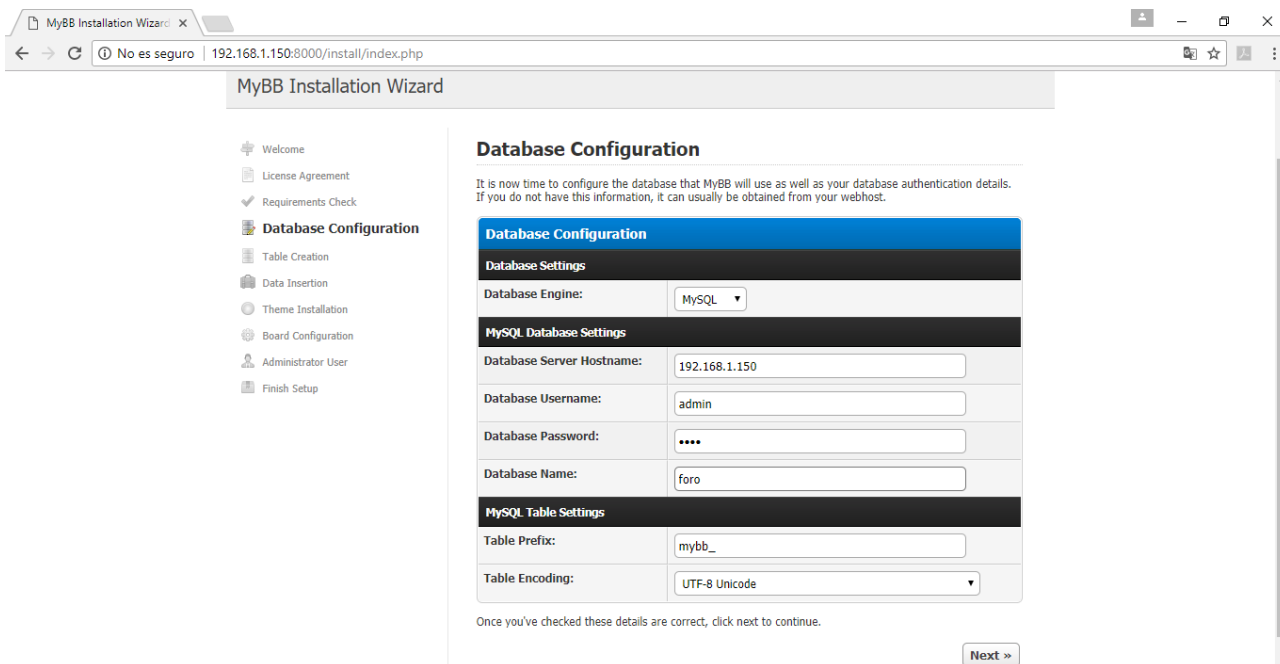 MyBB Installation Wizard
No es seguro | 192.168.1.150:8000/install/index.php
MyBB Installation Wizard
Welcome
License Agreement
Requirements Check
Database Configuration
Table Creation
Data Insertion
Theme Installation
Board Configuration
Administrator User
Finish Setup
Database Configuration
It is now time to configure the database that MyBB will use as well as your database authentication details.
If you do not have this information, it can usually be obtained from your webhost.
Database Configuration
Database Settings
Database Engine: MySQL
MySQL Database Settings
Database Server Hostname: 192.168.1.150
Database Username: admin
Database Password: ••••
Database Name: foro
MySQL Table Settings
Table Prefix: mybb_
Table Encoding: UTF-8 Unicode
Once you've checked these details are correct, click next to continue.
Next »